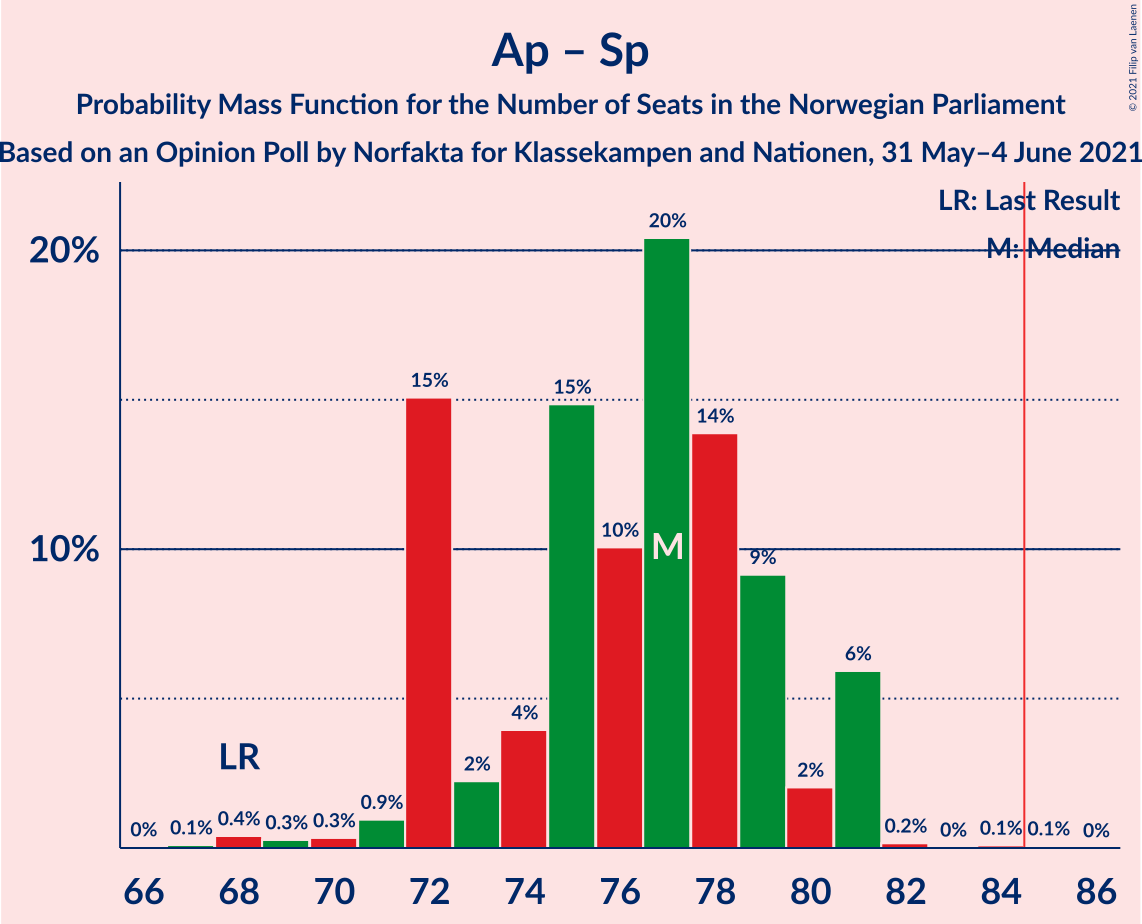 Ap – Sp
Probability Mass Function for the Number of Seats in the Norwegian Parliament
Based on an Opinion Poll by Norfakta for Klassekampen and Nationen, 31 May–4 June 2021
© 2021 Filip van Laenen
LR: Last Result
M: Median
20%
10%
0%
0.1%
0.4%
0.3%
0.3%
0.9%
15%
2%
4%
15%
10%
20%
14%
9%
2%
6%
0.2%
0%
0.1%
0.1%
0%
LR
M
66 68 70 72 74 76 78 80 82 84 86